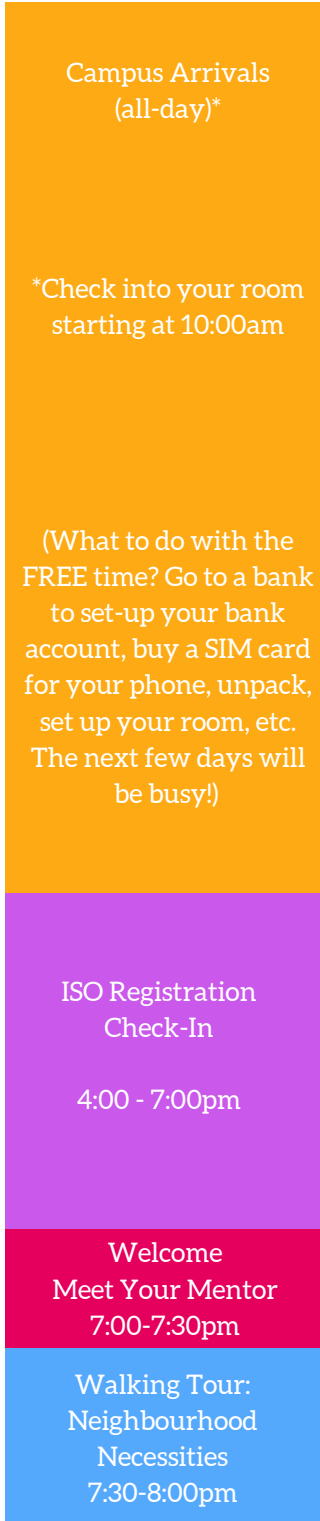 Campus Arrivals
(all-day)*
*Check into your room
starting at 10:00am
(What to do with the
FREE time? Go to a bank
to set-up your bank
account, buy a SIM card
for your phone, unpack,
set up your room, etc.
The next few days will
be busy!)
ISO Registration
Check-In
4:00 - 7:00pm
Welcome
Meet Your Mentor
7:00-7:30pm
Walking Tour:
Neighbourhood
Necessities
7:30-8:00pm